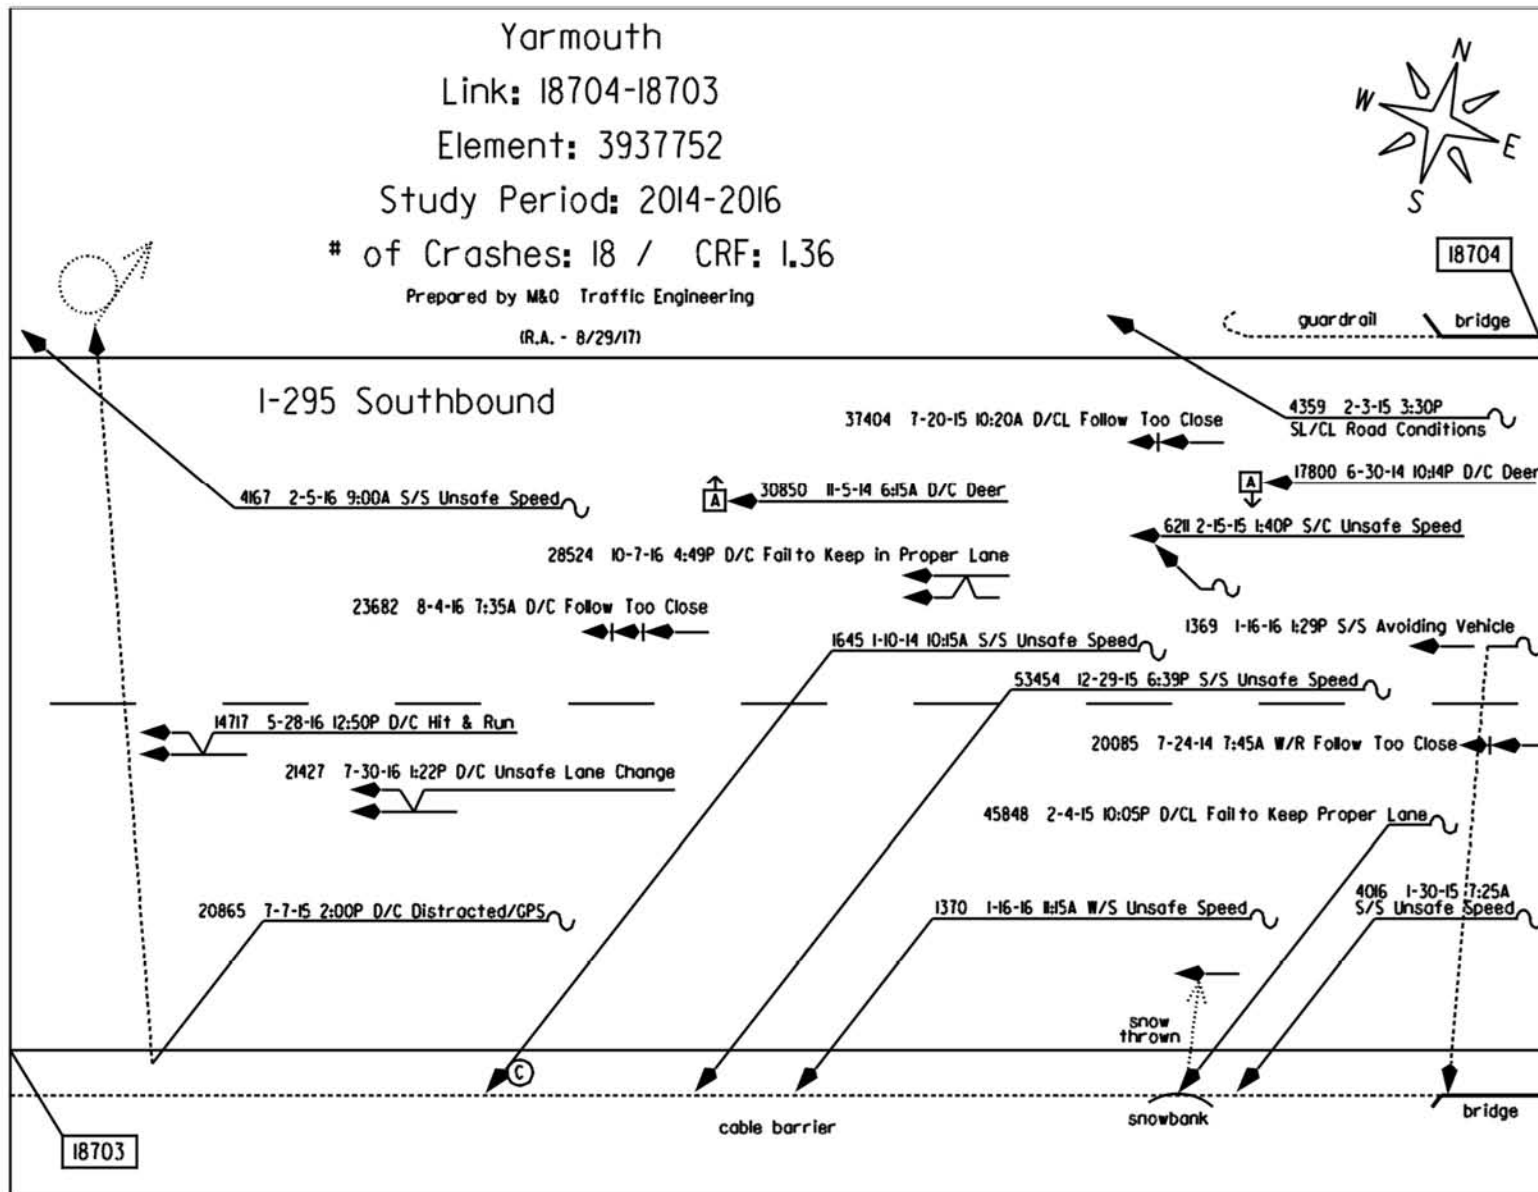 Yarmouth
Link: 18704-18703
Element: 3937752
Study Period: 2014-2016
# of Crashes: 18 / CRF: 1.36
Prepared by M&O Traffic Engineering
(R.A. - 8/29/17)
N
W
E
S
18704
guardrail
bridge
I-295 Southbound
4359 2-3-15 3:30P
SL/CL Road Conditions
37404 7-20-15 10:20A D/CL Follow Too Close
17800 6-30-14 10:14P D/C Deer
A
4167 2-5-16 9:00A S/S Unsafe Speed
A
30850 11-5-14 6:15A D/C Deer
6211 2-15-15 1:40P S/C Unsafe Speed
28524 10-7-16 4:49P D/C Fail to Keep in Proper Lane
23682 8-4-16 7:35A D/C Follow Too Close
1369 1-16-16 1:29P S/S Avoiding Vehicle
1645 1-10-14 10:15A S/S Unsafe Speed
53454 12-29-15 6:39P S/S Unsafe Speed
14717 5-28-16 12:50P D/C Hit & Run
20085 7-24-14 7:45A W/R Follow Too Close
21427 7-30-16 1:22P D/C Unsafe Lane Change
45848 2-4-15 10:05P D/CL Fail to Keep Proper Lane
4016 1-30-15 7:25A
S/S Unsafe Speed
20865 7-7-15 2:00P D/C Distracted/GPS
1370 1-16-16 11:15A W/S Unsafe Speed
snow
thrown
C
cable barrier
snowbank
bridge
18703